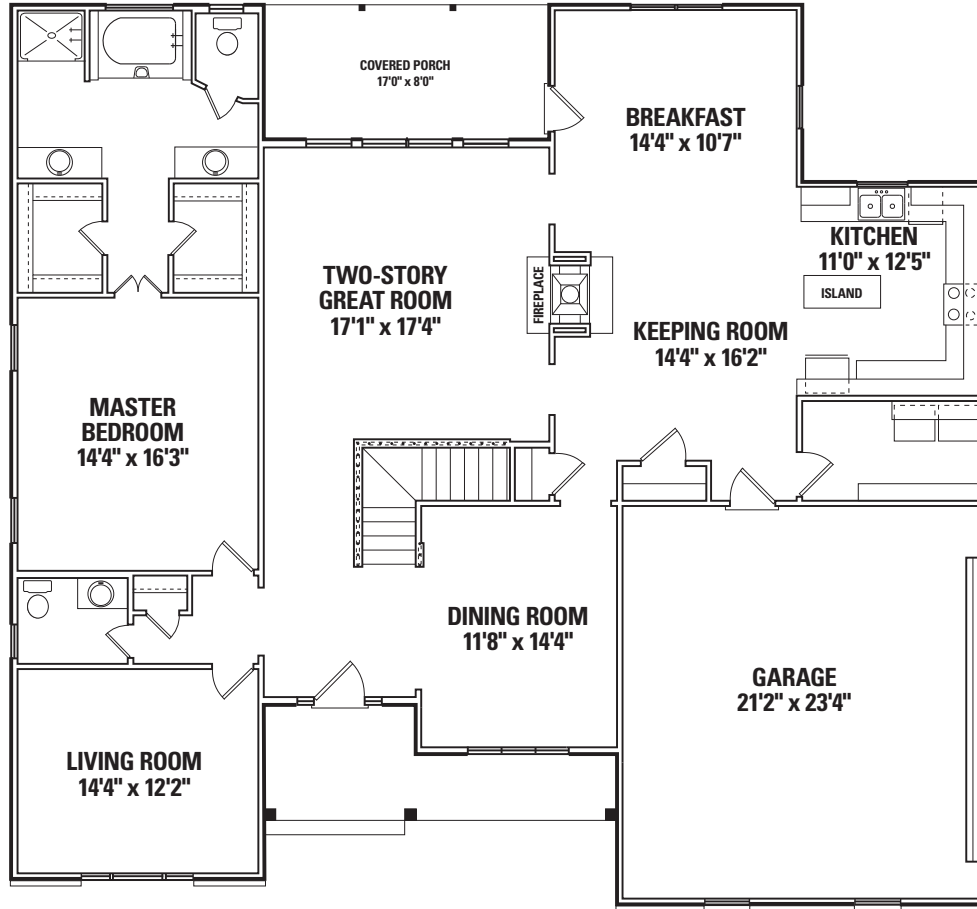 COVERED PORCH
17'0" x 8'0"
BREAKFAST
14'4" x 10'7"
KITCHEN
11'0" x 12'5"
ISLAND
TWO-STORY
GREAT ROOM
17'1" x 17'4"
FIREPLACE
KEEPING ROOM
14'4" x 16'2"
MASTER
BEDROOM
14'4" x 16'3"
DINING ROOM
11'8" x 14'4"
GARAGE
21'2" x 23'4"
LIVING ROOM
14'4" x 12'2"